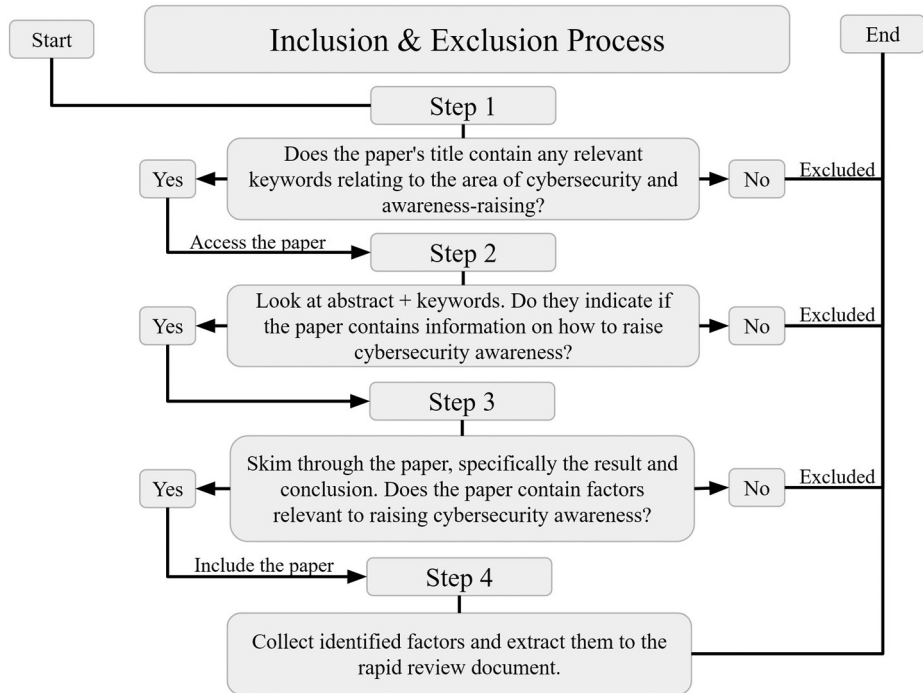 Start
Inclusion & Exclusion Process
End
Step 1
Does the paper's title contain any relevant
keywords relating to the area of cybersecurity and
awareness-raising?
Yes
No
Excluded
Access the paper
Step 2
Look at abstract + keywords. Do they indicate if
the paper contains information on how to raise
cybersecurity awareness?
Yes
No
Excluded
Step 3
Skim through the paper, specifically the result and
conclusion. Does the paper contain factors
relevant to raising cybersecurity awareness?
Yes
No
Excluded
Include the paper
Step 4
Collect identified factors and extract them to the
rapid review document.